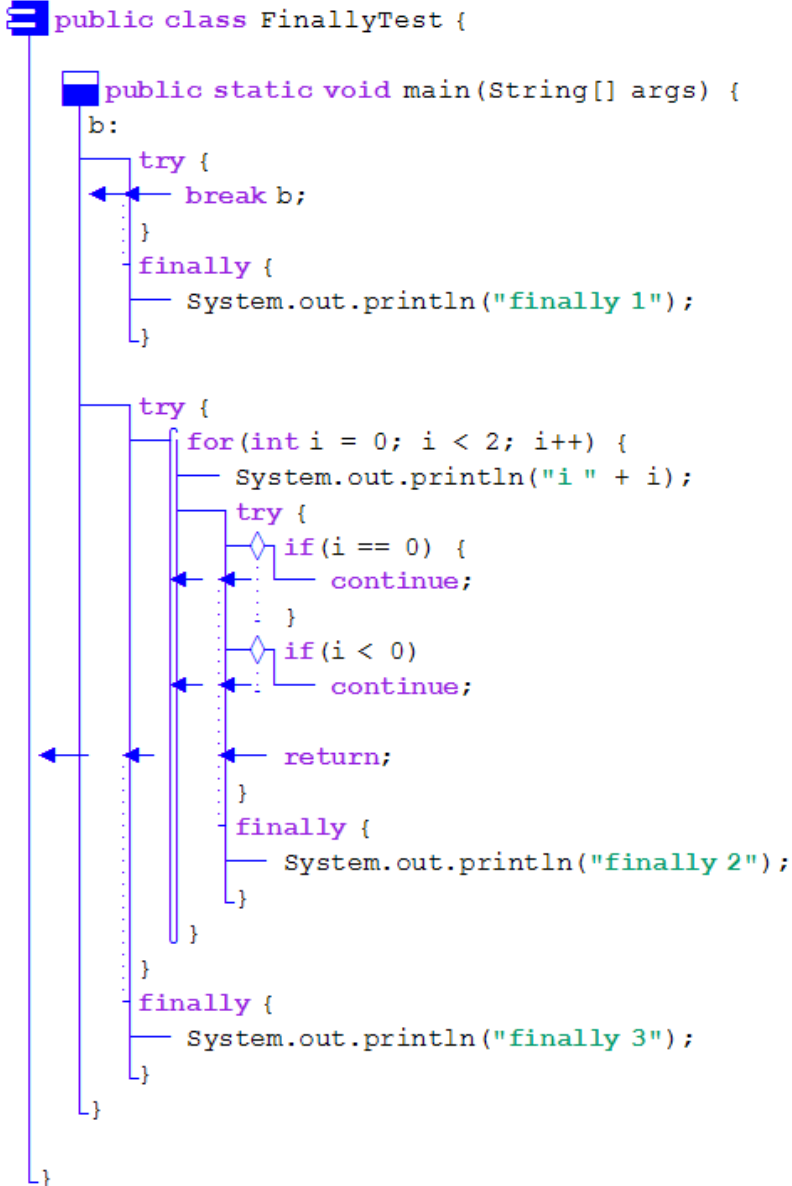 public class FinallyTest {
public static void main(String[] args) {
b:
try {
break b;
}
finally {
System.out.println("finally 1");
}
try {
for(int i = 0; i < 2; i++) {
System.out.println("i " + i);
try {
if(i == 0) {
continue;
}
if(i < 0)
continue;
return;
}
finally {
System.out.println("finally 2");
}
}
}
finally {
System.out.println("finally 3");
}
}
}